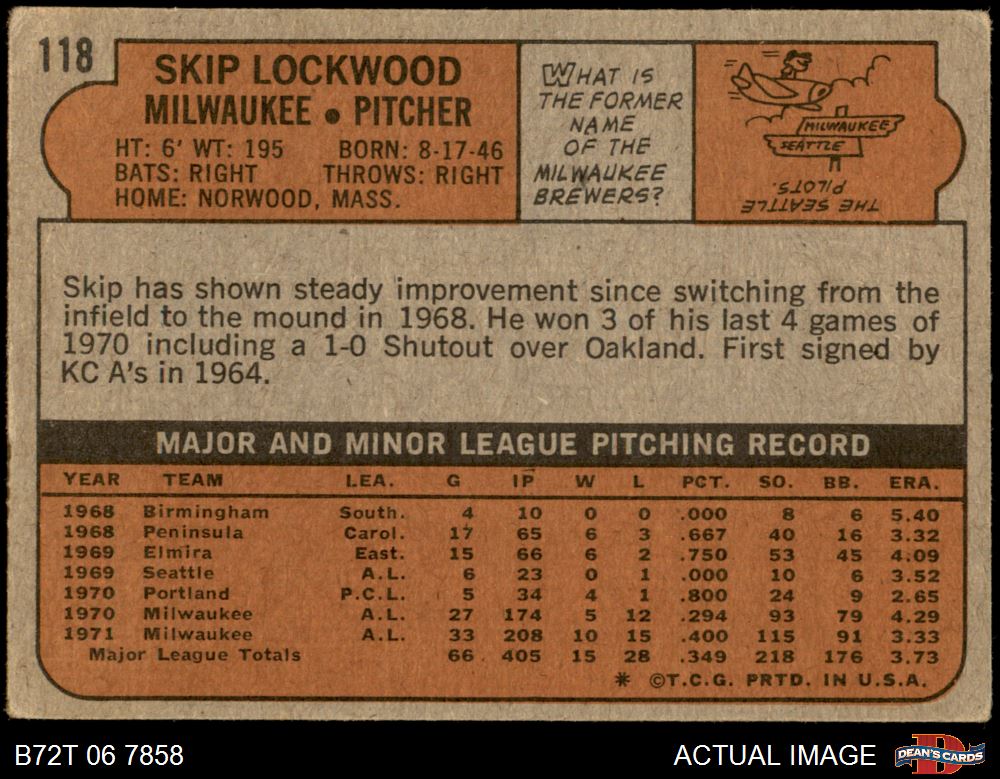 118
SKIP LOCKWOOD
MILWAUKEE • PITCHER
HT: 6' WT: 195 BORN: 8-17-46
BATS: RIGHT THROWS: RIGHT
HOME: NORWOOD, MASS.
WHAT IS
THE FORMER
NAME
OF THE
MILWAUKEE
BREWERS?
MILWAUKEE
SEATTLE
THE SEATTLE
PILOTS.
Skip has shown steady improvement since switching from the
infield to the mound in 1968. He won 3 of his last 4 games of
1970 including a 1-0 Shutout over Oakland. First signed by
KC A's in 1964.
MAJOR AND MINOR LEAGUE PITCHING RECORD
YEAR TEAM LEA. G IP W L PCT. SO. BB. ERA.
1968 Birmingham South. 4 10 0 0 .000 8 6 5.40
1968 Peninsula Carol. 17 65 6 3 .667 40 16 3.32
1969 Elmira East. 15 66 6 2 .750 53 45 4.09
1969 Seattle A.L. 6 23 0 1 .000 10 6 3.52
1970 Portland P.C.L. 5 34 4 1 .800 24 9 2.65
1970 Milwaukee A.L. 27 174 5 12 .294 93 79 4.29
1971 Milwaukee A.L. 33 208 10 15 .400 115 91 3.33
Major League Totals 66 405 15 28 .349 218 176 3.73
* ©T.C.G. PRTD. IN U.S.A.
B72T 06 7858 ACTUAL IMAGE
DEAN'S CARDS